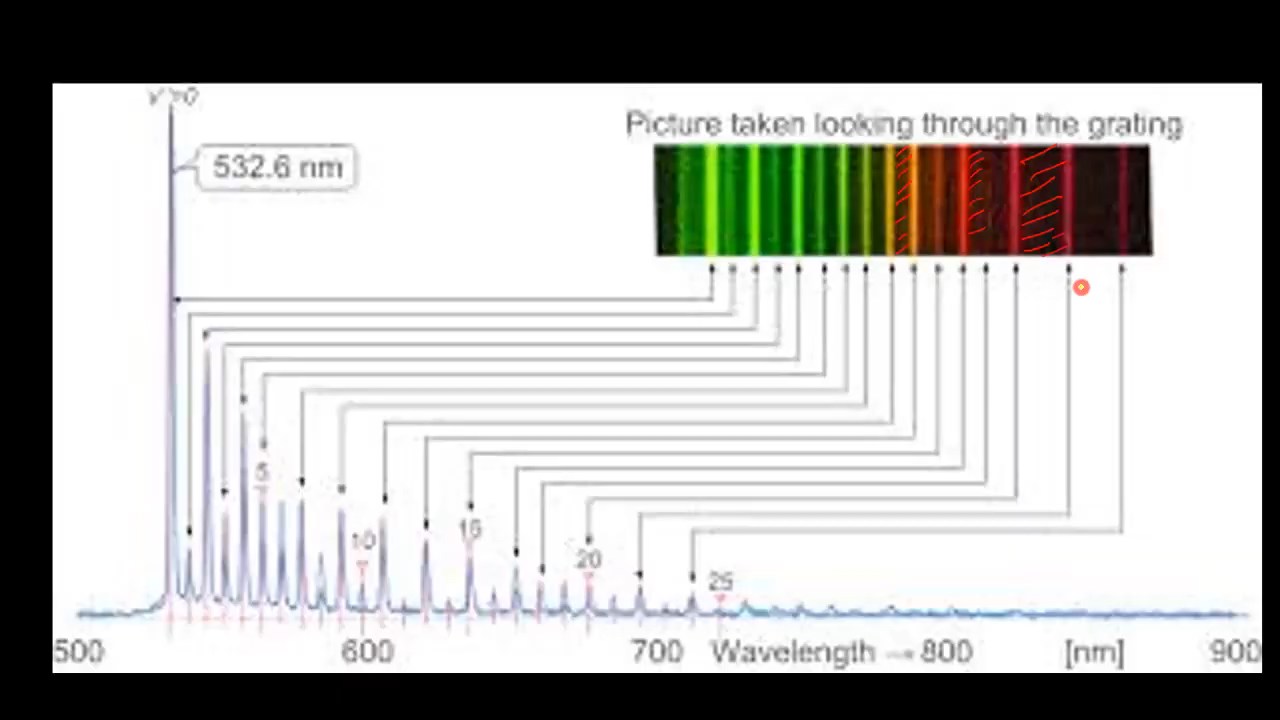 v'=0
Picture taken looking through the grating
532.6 nm
5
10
15
20
25
500 600 700 Wavelength → 800 [nm] 900